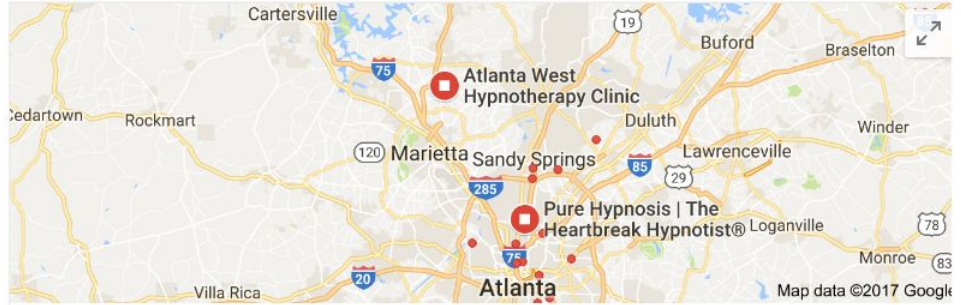 Cartersville
19
85
Buford
Braselton
75
Atlanta West
Hypnotherapy Clinic
Cedartown
Rockmart
Duluth
Winder
120
Marietta
Sandy Springs
85
Lawrenceville
29
285
Pure Hypnosis | The
Heartbreak Hypnotist®
Loganville
78
75
Monroe
83
20
Villa Rica
Atlanta
Map data ©2017 Google